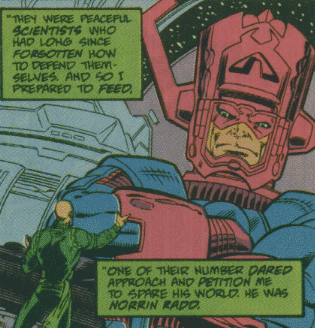 "THEY WERE PEACEFUL
SCIENTISTS WHO
HAD LONG SINCE
FORGOTTEN HOW
TO DEFEND THEM-
SELVES. AND SO I
PREPARED TO FEED.
"ONE OF THEIR NUMBER DARED
APPROACH AND PETITION ME
TO SPARE HIS WORLD. HE WAS
NORRIN RADD.